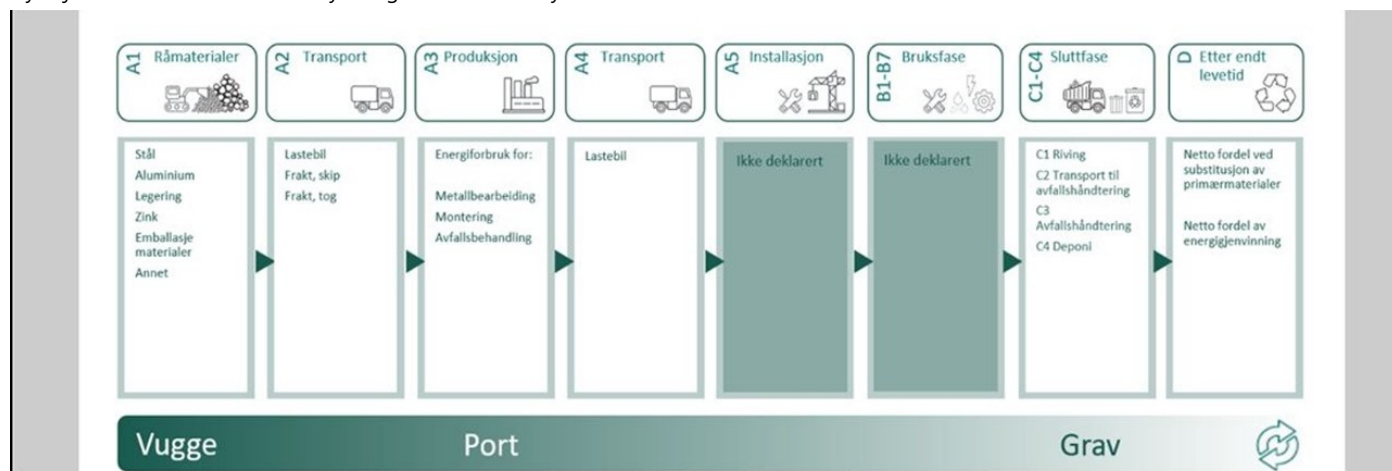 A1 Råmaterialer
A2 Transport
A3 Produksjon
A4 Transport
A5 Installasjon
B1-B7 Bruksfase
C1-C4 Sluttfase
D Etter endt
levetid
Stål
Aluminium
Legering
Zink
Emballasje
materialer
Annet
Lastebil
Frakt, skip
Frakt, tog
Energiforbruk for:
Metallbearbeiding
Montering
Avfallsbehandling
Lastebil
Ikke deklarert
Ikke deklarert
C1 Riving
C2 Transport til
avfallshåndtering
C3
Avfallshåndtering
C4 Deponi
Netto fordel ved
substitusjon av
primærmaterialer
Netto fordel av
energigjenvinning
Vugge
Port
Grav